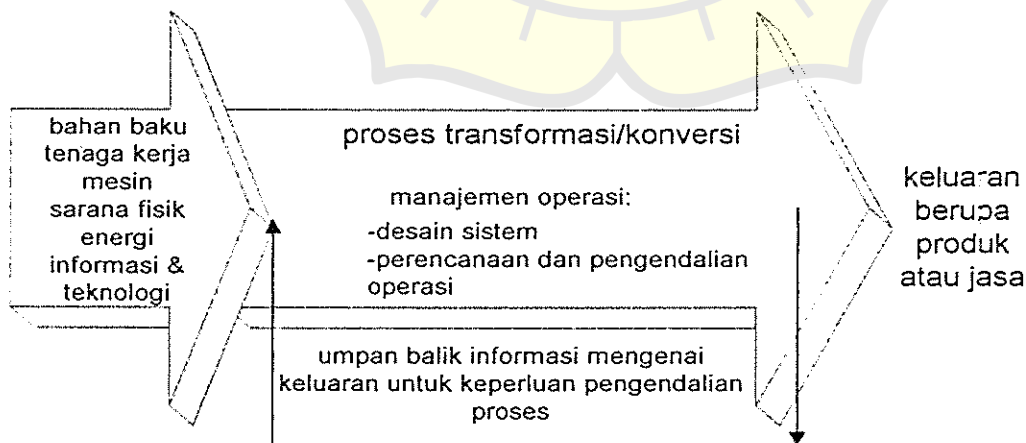 bahan baku
tenaga kerja
mesin
sarana fisik
energi
informasi &
teknologi
proses transformasi/konversi
manajemen operasi:
-desain sistem
-perencanaan dan pengendalian
operasi
umpan balik informasi mengenai
keluaran untuk keperluan pengendalian
proses
keluaran
berupa
produk
atau jasa